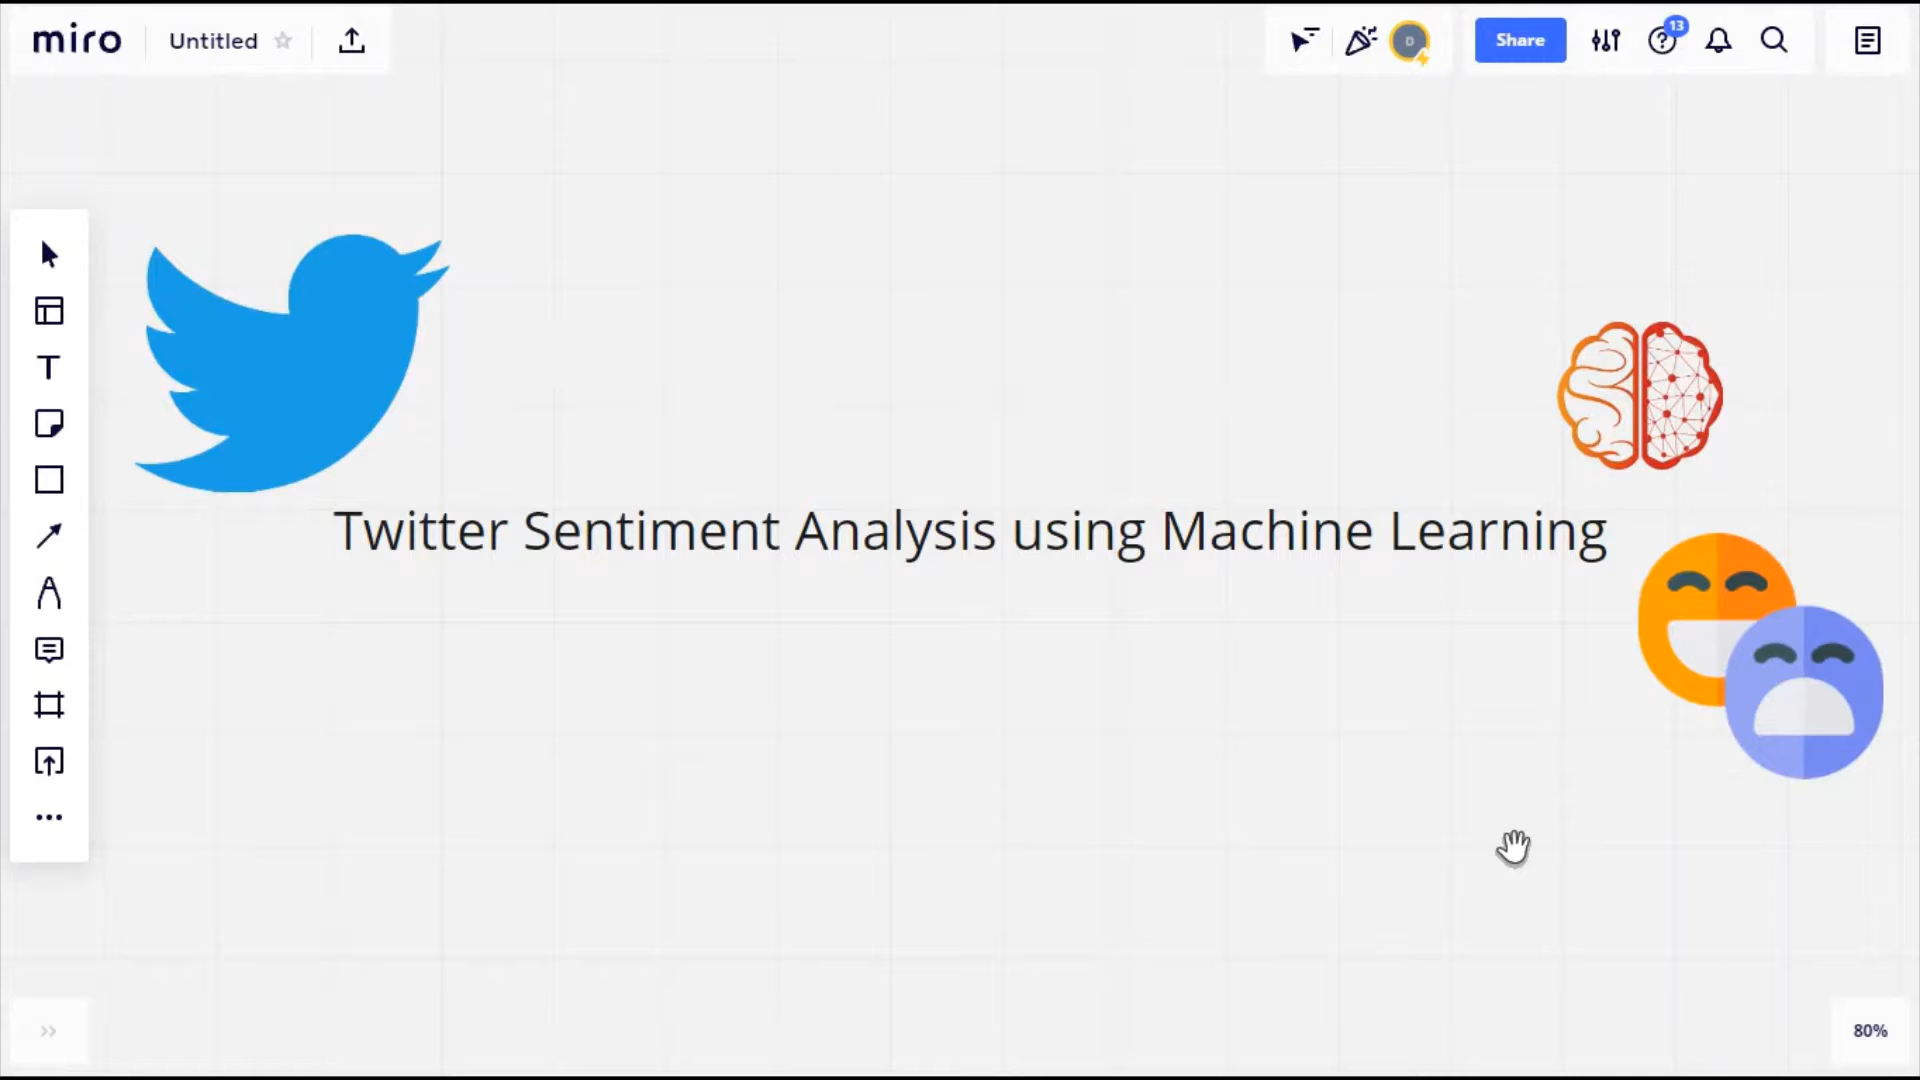 miro
Untitled
D
Share
13
T
Twitter Sentiment Analysis using Machine Learning
80%